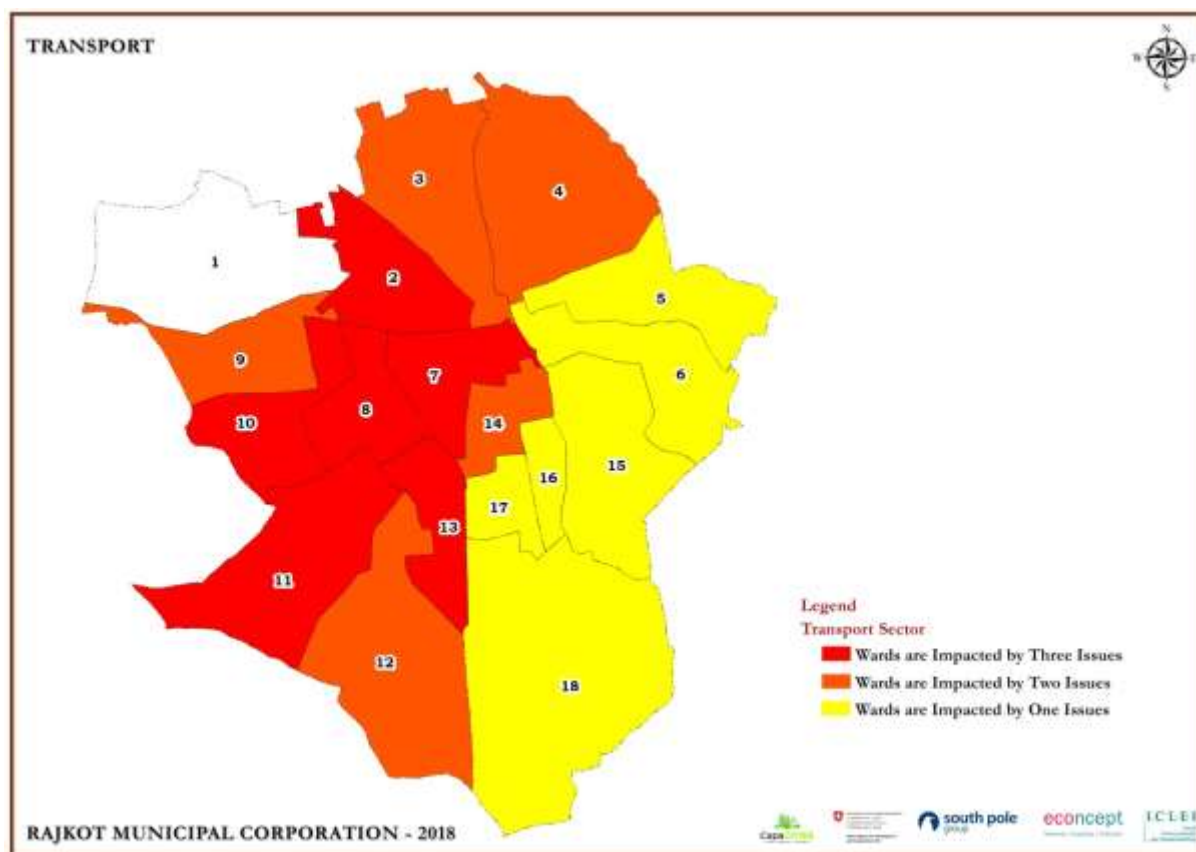 TRANSPORT
N
W
S
3
4
1
2
5
9
7
6
8
10
14
15
16
17
13
11
12
18
Legend
Transport Sector
Wards are Impacted by Three Issues
Wards are Impacted by Two Issues
Wards are Impacted by One Issues
RAJKOT MUNICIPAL CORPORATION - 2018
south pole
group
econcept